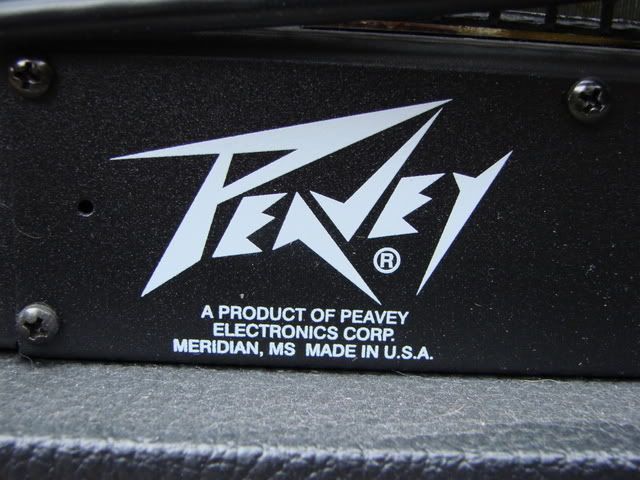 PEAVEY®
A PRODUCT OF PEAVEY
ELECTRONICS CORP.
MERIDIAN, MS MADE IN U.S.A.